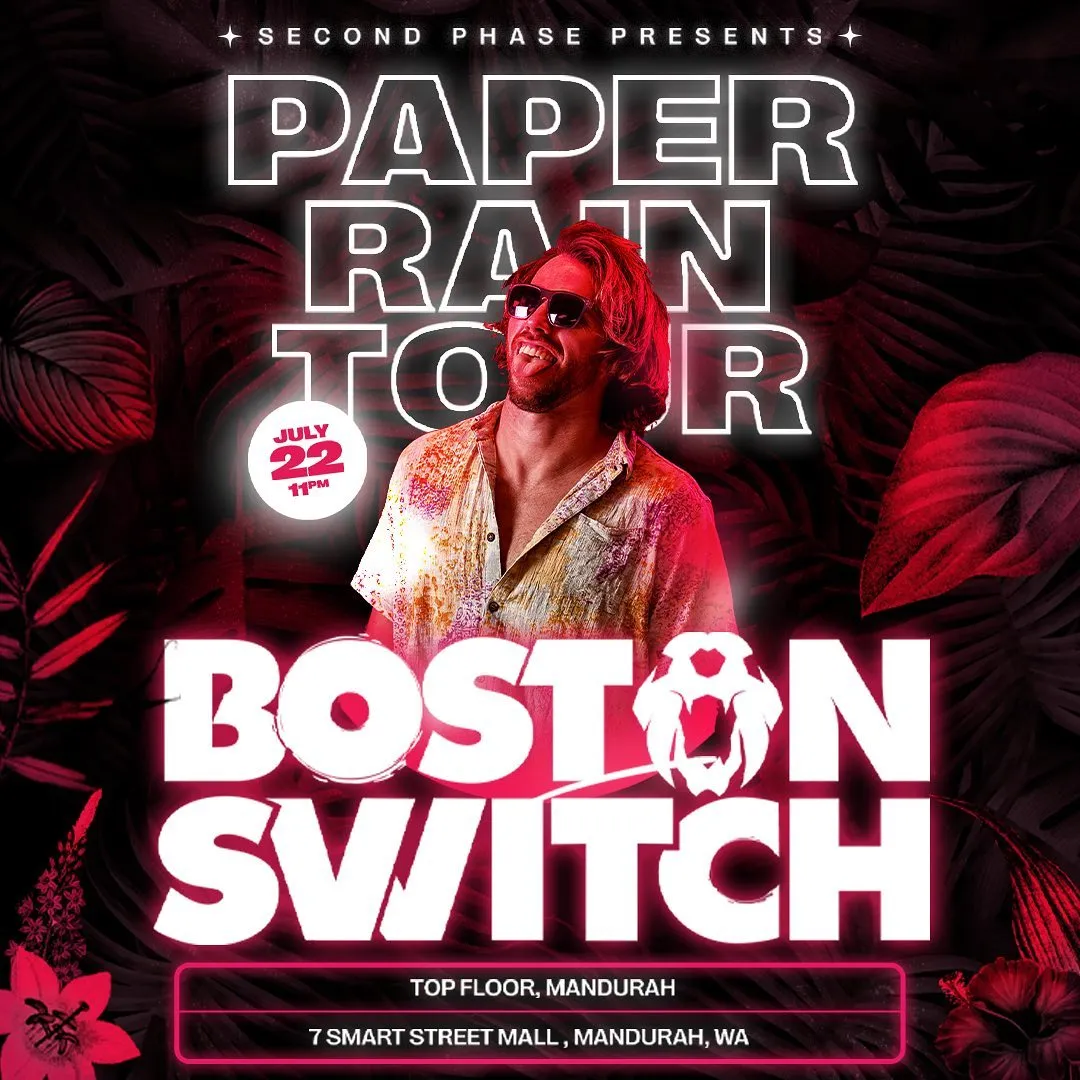 SECOND PHASE PRESENTS
PAPER
RAIN
TOUR
JULY
22
11PM
BOSTON
SWITCH
TOP FLOOR, MANDURAH
7 SMART STREET MALL , MANDURAH, WA